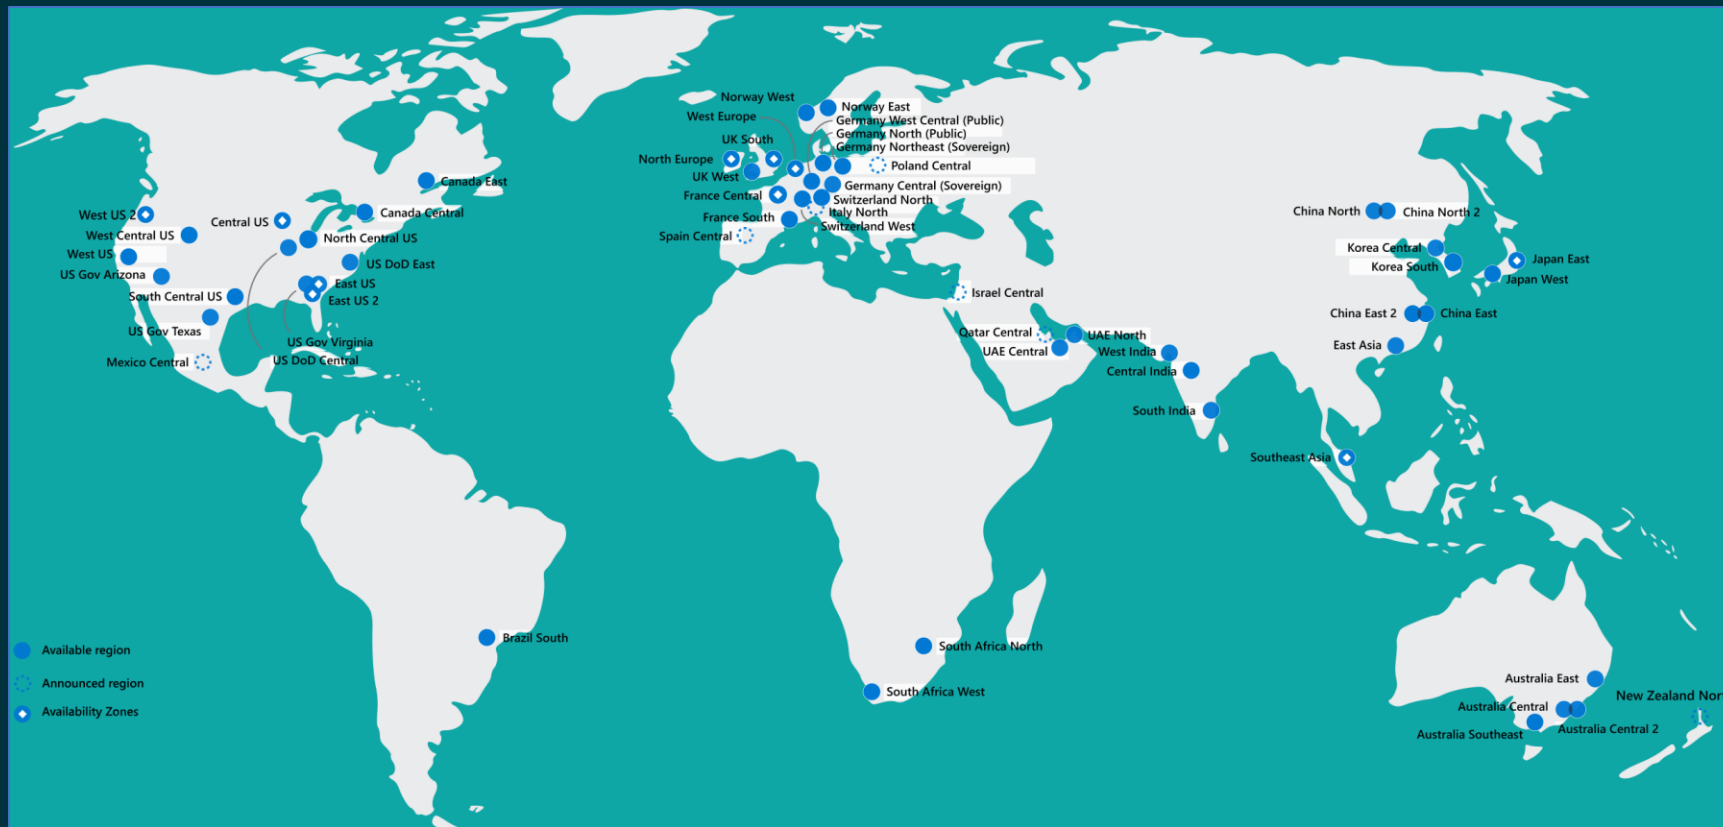 Norway West
Norway East
West Europe
Germany West Central (Public)
Germany North (Public)
UK South
Germany Northeast (Sovereign)
North Europe
Poland Central
UK West
Germany Central (Sovereign)
France Central
Switzerland North
Italy North
France South
Switzerland West
Spain Central
Canada East
West US 2
Central US
Canada Central
West Central US
North Central US
West US
US DoD East
US Gov Arizona
East US
South Central US
East US 2
US Gov Texas
US Gov Virginia
Mexico Central
US DoD Central
Israel Central
Qatar Central
UAE North
UAE Central
West India
Central India
South India
China North
China North 2
Korea Central
Korea South
Japan East
Japan West
China East 2
China East
East Asia
Southeast Asia
Brazil South
South Africa North
South Africa West
Australia East
New Zealand Nor
Australia Central
Australia Central 2
Australia Southeast
Available region
Announced region
Availability Zones